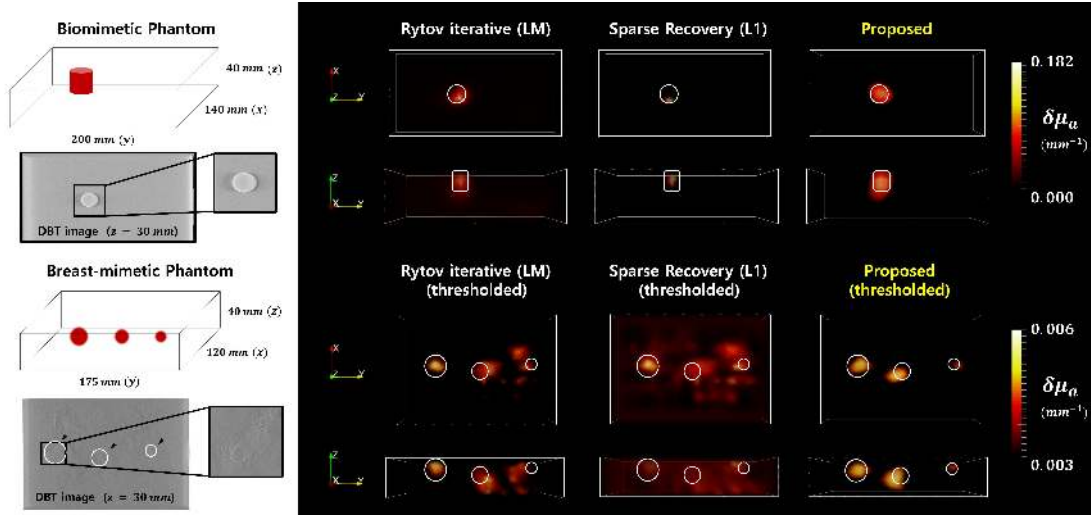 Biomimetic Phantom
40 mm (z)
140 mm (x)
200 mm (y)
DBT image (z = 30 mm)
Breast-mimetic Phantom
40 mm (z)
120 mm (x)
175 mm (y)
DBT image (z = 30 mm)
Rytov iterative (LM)
Sparse Recovery (L1)
Proposed
X
Z
Y
Z
X
Y
0.182
δμₐ
(mm⁻¹)
0.000
Rytov iterative (LM)
(thresholded)
Sparse Recovery (L1)
(thresholded)
Proposed
(thresholded)
X
Z
Y
Z
X
Y
0.006
δμₐ
(mm⁻¹)
0.003